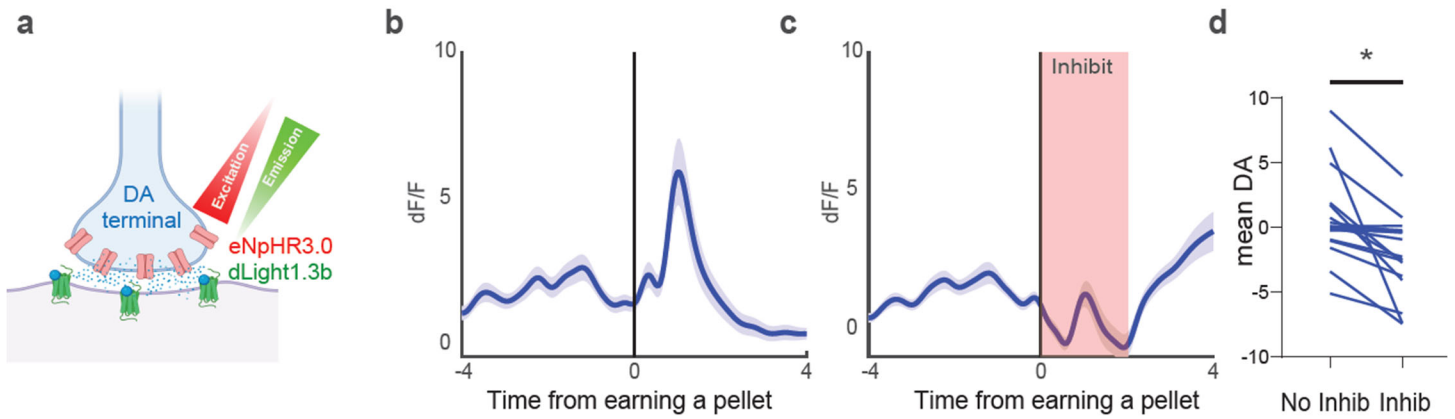 a
Excitation
Emission
DA
terminal
eNpHR3.0
dLight1.3b
b
10
5
0
dF/F
-4
0
4
Time from earning a pellet
c
10
5
0
dF/F
Inhibit
-4
0
4
Time from earning a pellet
d
*
10
5
0
-5
-10
mean DA
No Inhib Inhib